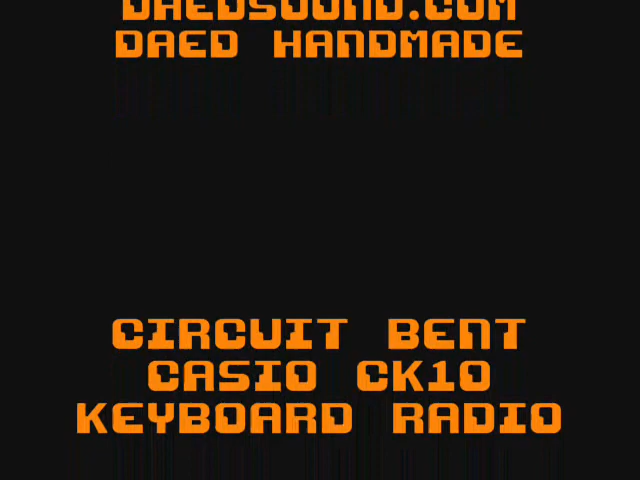 DAEDSOUND.COM
DAED HANDMADE
CIRCUIT BENT
CASIO CK10
KEYBOARD RADIO